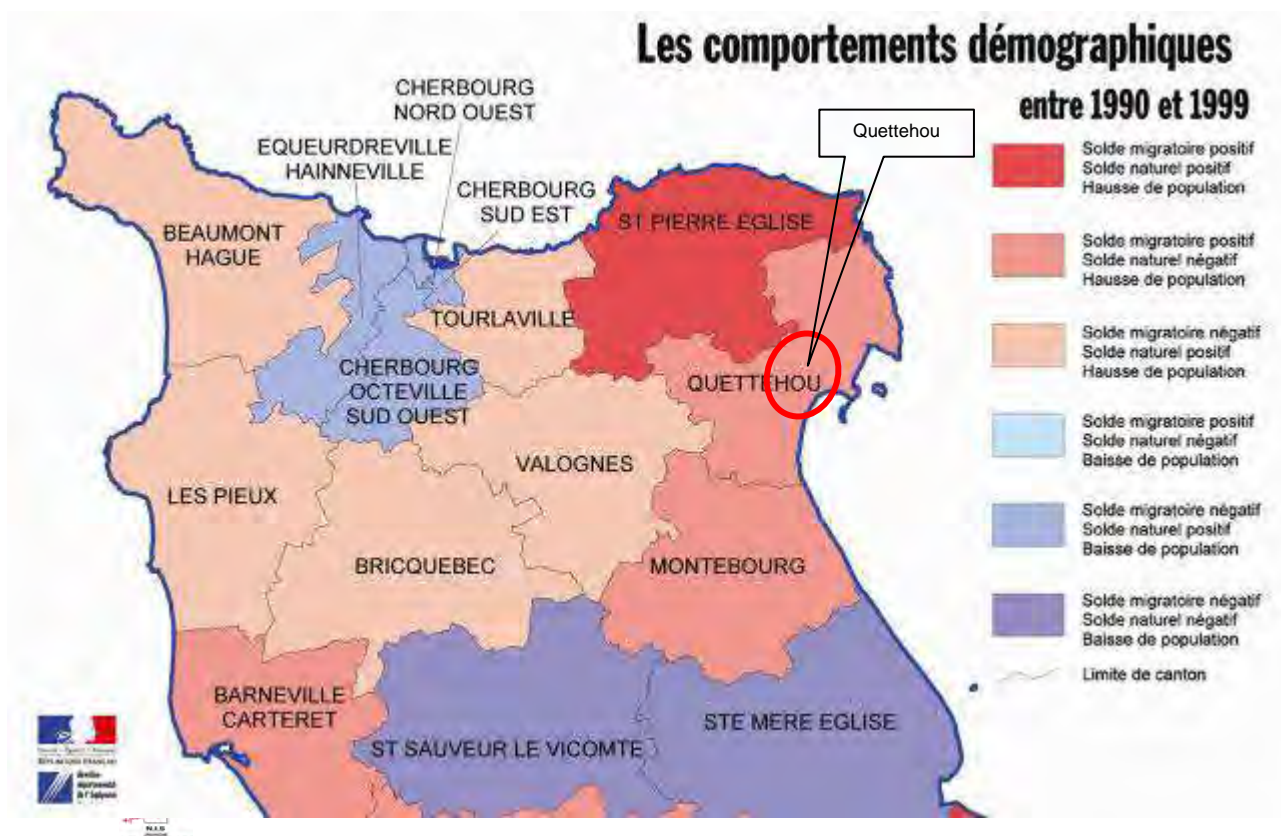 Les comportements démographiques
entre 1990 et 1999
Quettehou
CHERBOURG
NORD OUEST
EQUEURDREVILLE
HAINNEVILLE
CHERBOURG
SUD EST
BEAUMONT
HAGUE
ST PIERRE EGLISE
TOURLAVILLE
CHERBOURG
OCTEVILLE
SUD OUEST
QUETTEHOU
VALOGNES
LES PIEUX
BRICQUEBEC
MONTEBOURG
BARNEVILLE
CARTERET
ST SAUVEUR LE VICOMTE
STE MERE EGLISE
Solde migratoire positif
Solde naturel positif
Hausse de population
Solde migratoire positif
Solde naturel négatif
Hausse de population
Solde migratoire négatif
Solde naturel positif
Hausse de population
Solde migratoire positif
Solde naturel négatif
Baisse de population
Solde migratoire négatif
Solde naturel positif
Baisse de population
Solde migratoire négatif
Solde naturel négatif
Baisse de population
Limite de canton